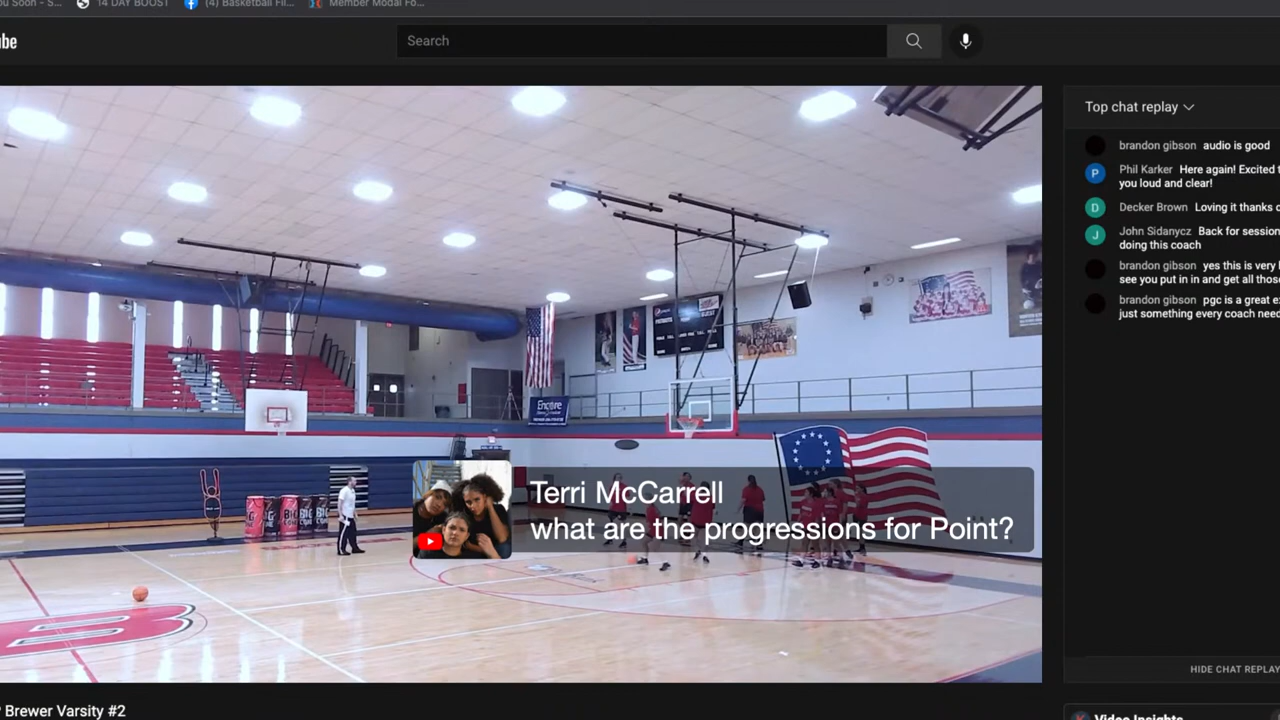 ou Soon - S...
14 DAY BOOST
(4) Basketball Fil...
Member Modal Fo...
be
Search
Top chat replay
brandon gibson audio is good
Phil Karker Here again! Excited t
you loud and clear!
Decker Brown Loving it thanks c
John Sidanycz Back for session
doing this coach
brandon gibson yes this is very
see you put in in and get all those
brandon gibson pgc is a great e
just something every coach need
Encore
Terri McCarrell
what are the progressions for Point?
HIDE CHAT REPLAY
Brewer Varsity #2
Video Insights